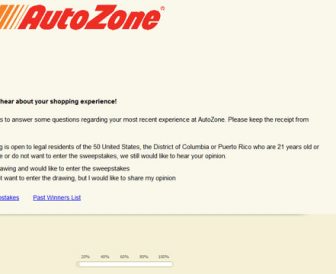 AutoZone
hear about your shopping experience!
s to answer some questions regarding your most recent experience at AutoZone. Please keep the receipt from
g is open to legal residents of the 50 United States, the District of Columbia or Puerto Rico who are 21 years old or
e or do not want to enter the sweepstakes, we still would like to hear your opinion.
rawing and would like to enter the sweepstakes
t want to enter the drawing, but I would like to share my opinion
pstakes Past Winners List
20% 40% 60% 80% 100%